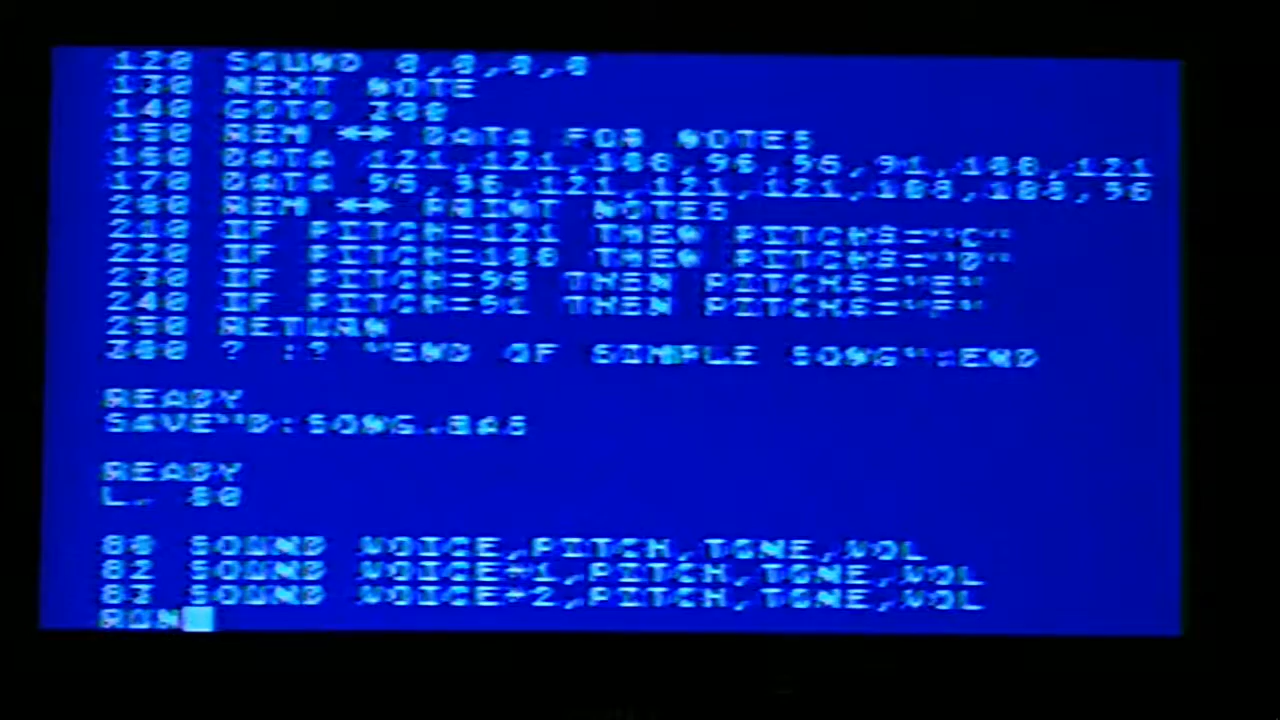 120 SOUND 0,0,0,0
130 NEXT NOTE
140 GOTO 300
150 REM ** DATA FOR NOTES
160 DATA 121,121,108,96,96,91,108,121
170 DATA 96,96,121,121,121,108,108,96
200 REM ** PRINT NOTES
210 IF PITCH=121 THEN PITCH$="C"
220 IF PITCH=108 THEN PITCH$="D"
230 IF PITCH=96 THEN PITCH$="E"
240 IF PITCH=91 THEN PITCH$="F"
250 RETURN
300 ? :? "END OF SIMPLE SONG":END
READY
SAVE"D:SONG.BAS
READY
L. 80
80 SOUND VOICE,PITCH,TONE,VOL
82 SOUND VOICE+1,PITCH,TONE,VOL
83 SOUND VOICE+2,PITCH,TONE,VOL
RUN